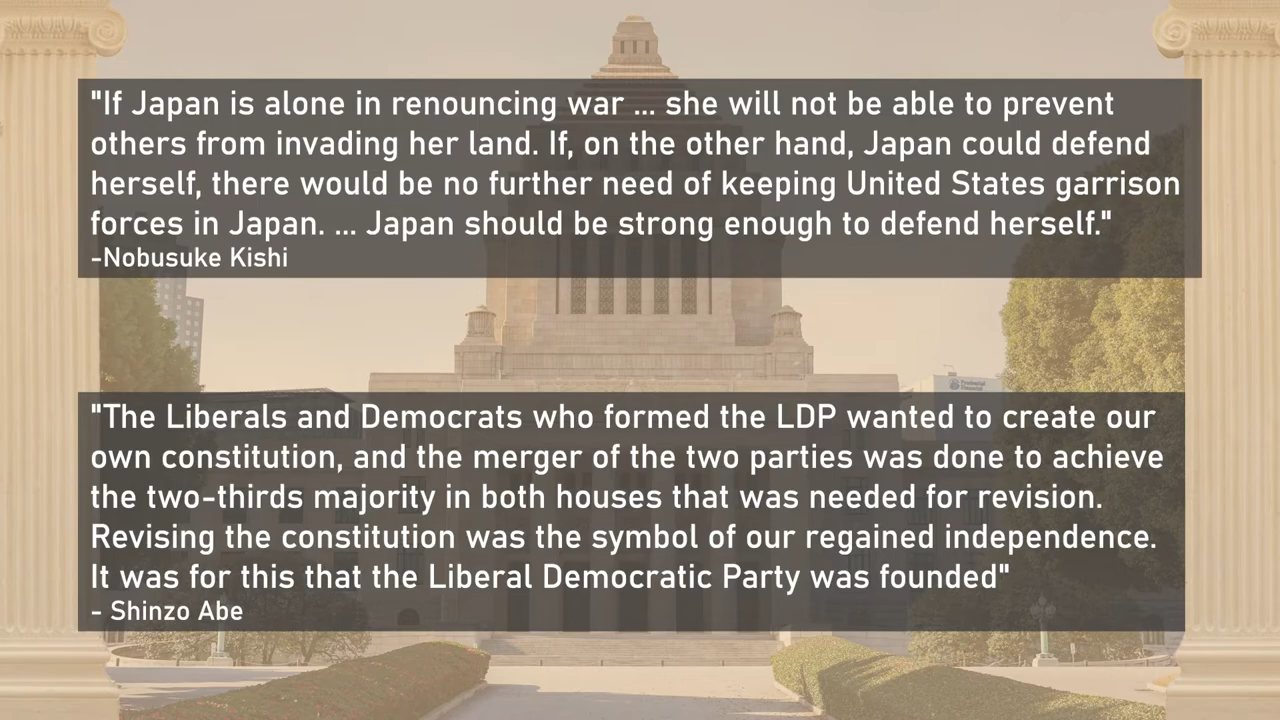 "If Japan is alone in renouncing war ... she will not be able to prevent
others from invading her land. If, on the other hand, Japan could defend
herself, there would be no further need of keeping United States garrison
forces in Japan. ... Japan should be strong enough to defend herself."
-Nobusuke Kishi
Prudential
Financial
"The Liberals and Democrats who formed the LDP wanted to create our
own constitution, and the merger of the two parties was done to achieve
the two-thirds majority in both houses that was needed for revision.
Revising the constitution was the symbol of our regained independence.
It was for this that the Liberal Democratic Party was founded"
- Shinzo Abe